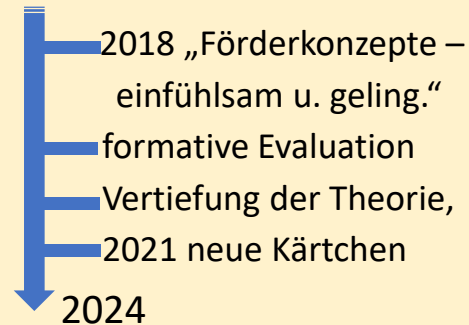 2018 „Förderkonzepte –
einfühlsam u. geling.“
formative Evaluation
Vertiefung der Theorie,
2021 neue Kärtchen
2024